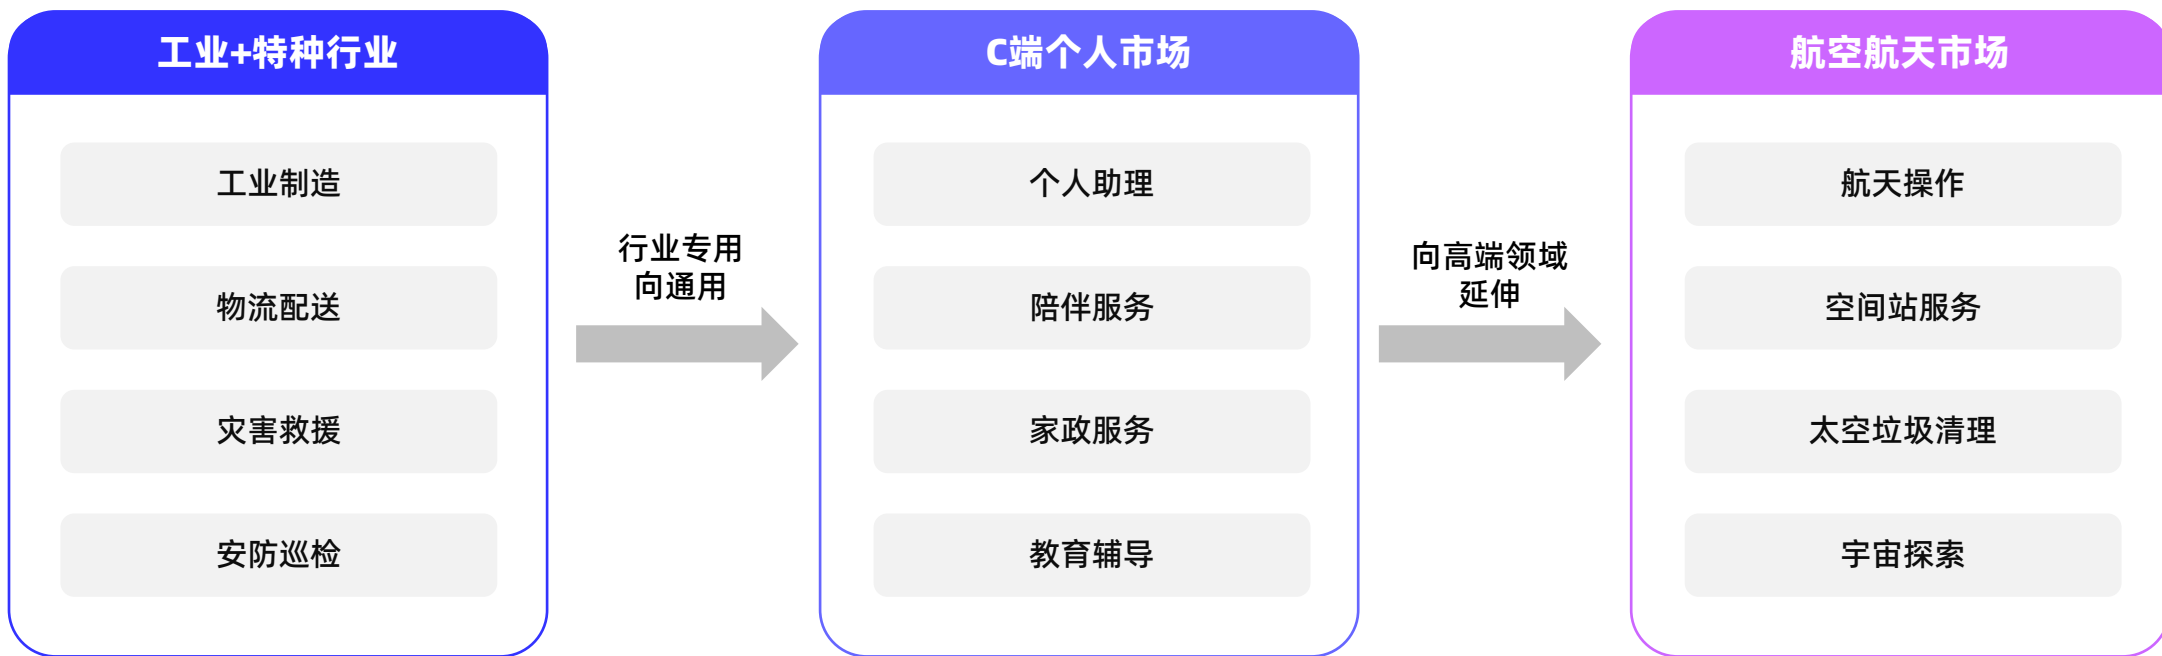 工业+特种行业
工业制造
物流配送
灾害救援
安防巡检
行业专用
向通用
C端个人市场
个人助理
陪伴服务
家政服务
教育辅导
向高端领域
延伸
航空航天市场
航天操作
空间站服务
太空垃圾清理
宇宙探索